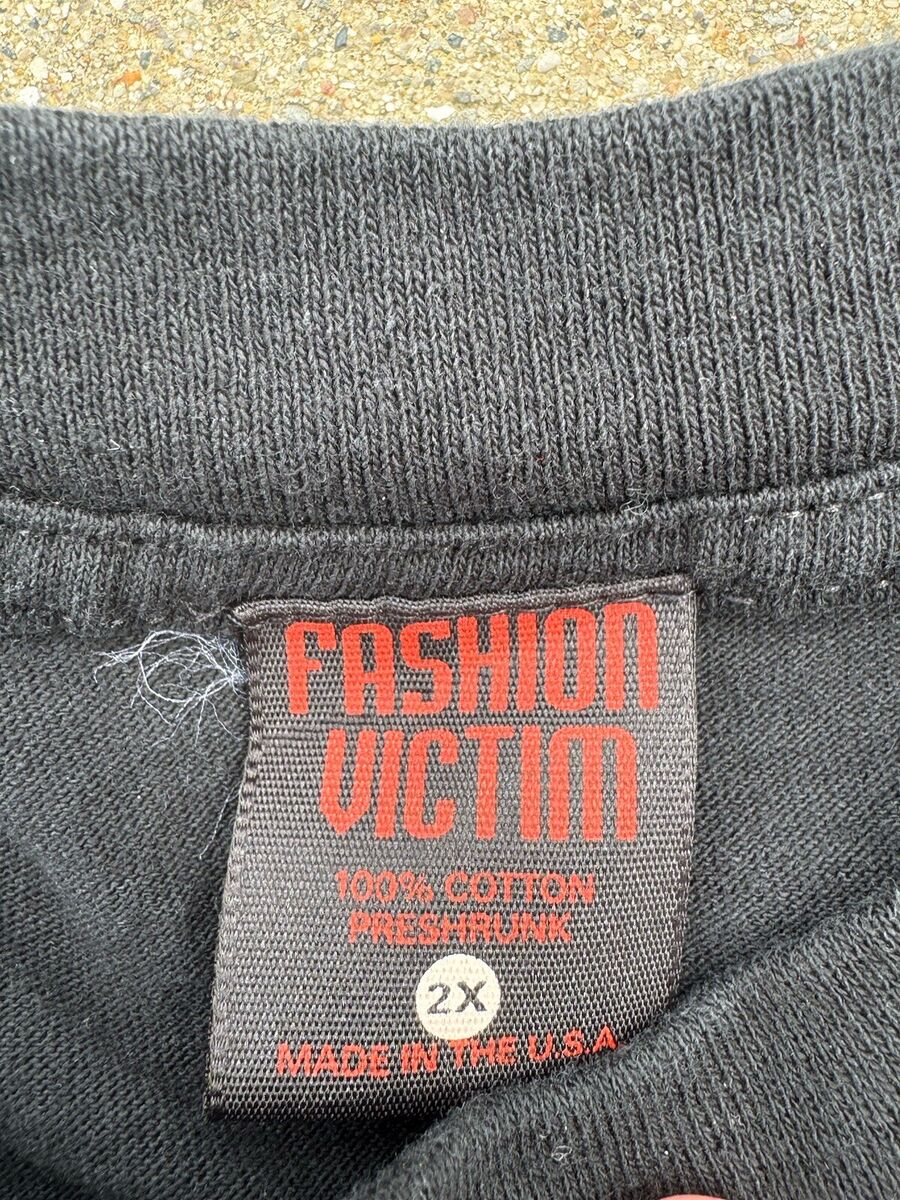 FASHION
VICTIM
100% COTTON
PRESHRUNK
2X
MADE IN THE U.S.A.